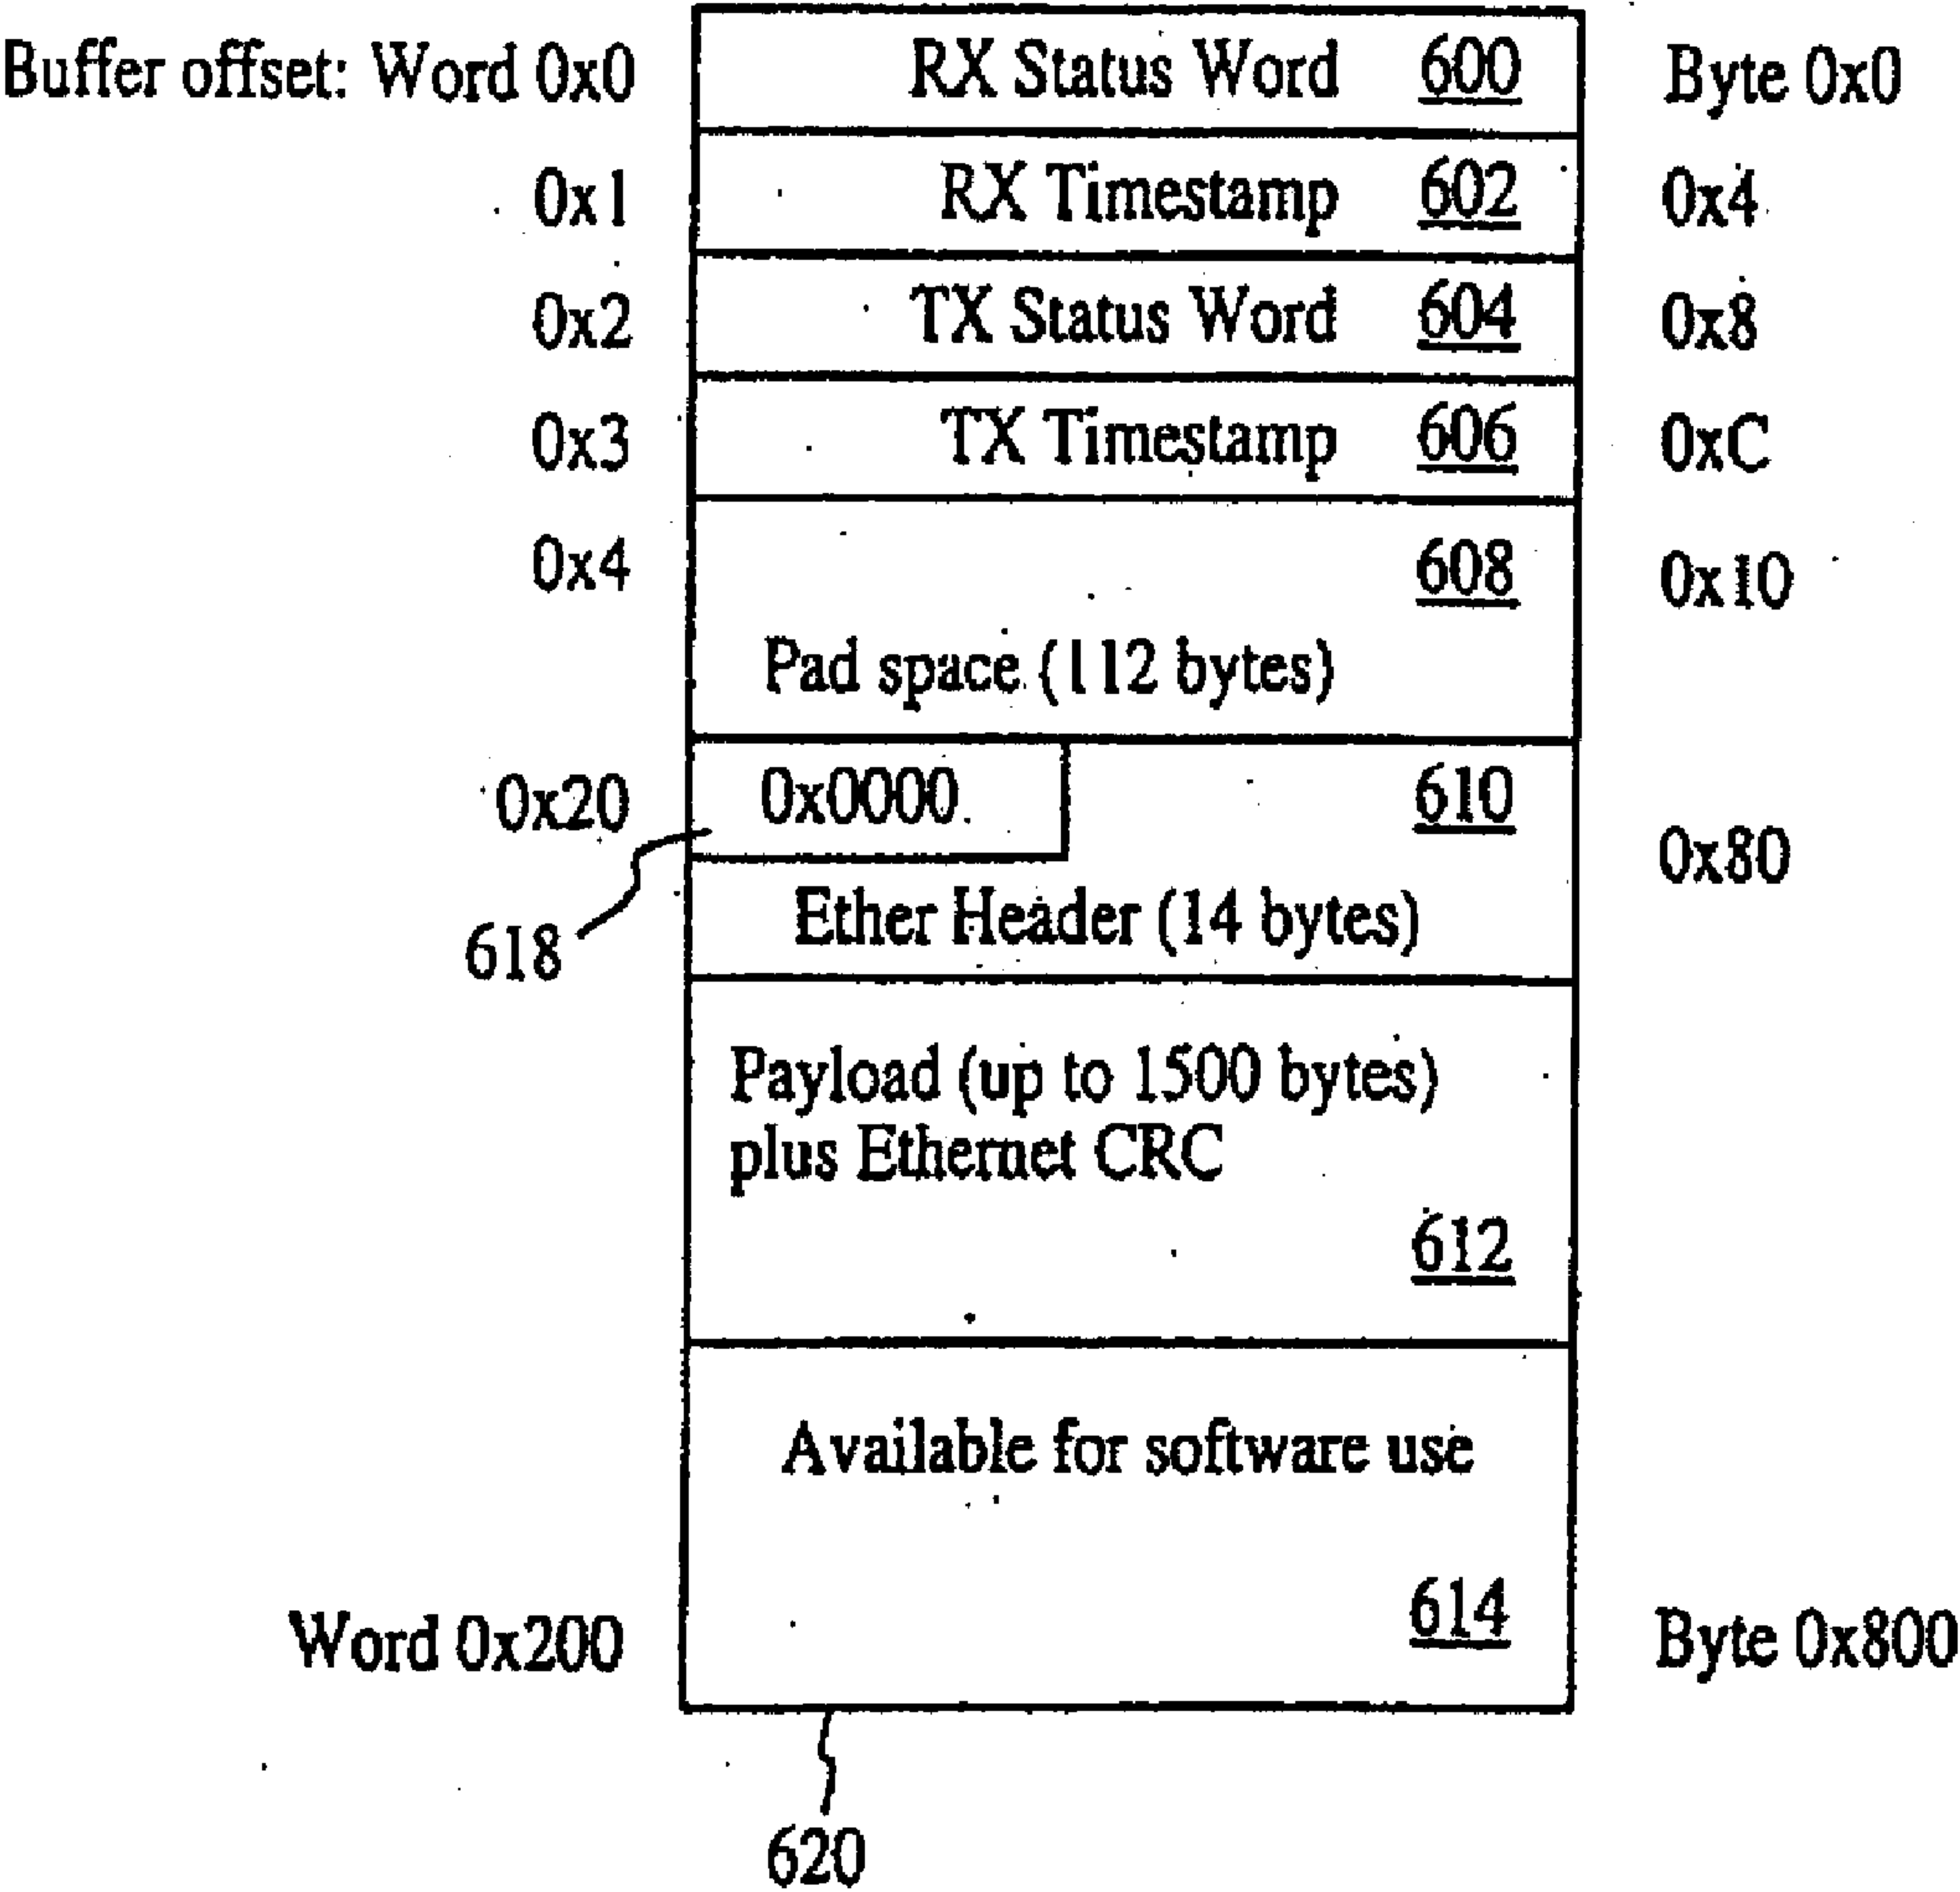 Buffer offset: Word 0x0 RX Status Word 600 Byte 0x0
0x1 RX Timestamp 602 0x4
0x2 TX Status Word 604 0x8
0x3 TX Timestamp 606 0xC
0x4 608 0x10
Pad space (112 bytes)
0x20 0x0000 610 0x80
618 Ether Header (14 bytes)
Payload (up to 1500 bytes)
plus Ethernet CRC
612
Available for software use
Word 0x200 614 Byte 0x800
620